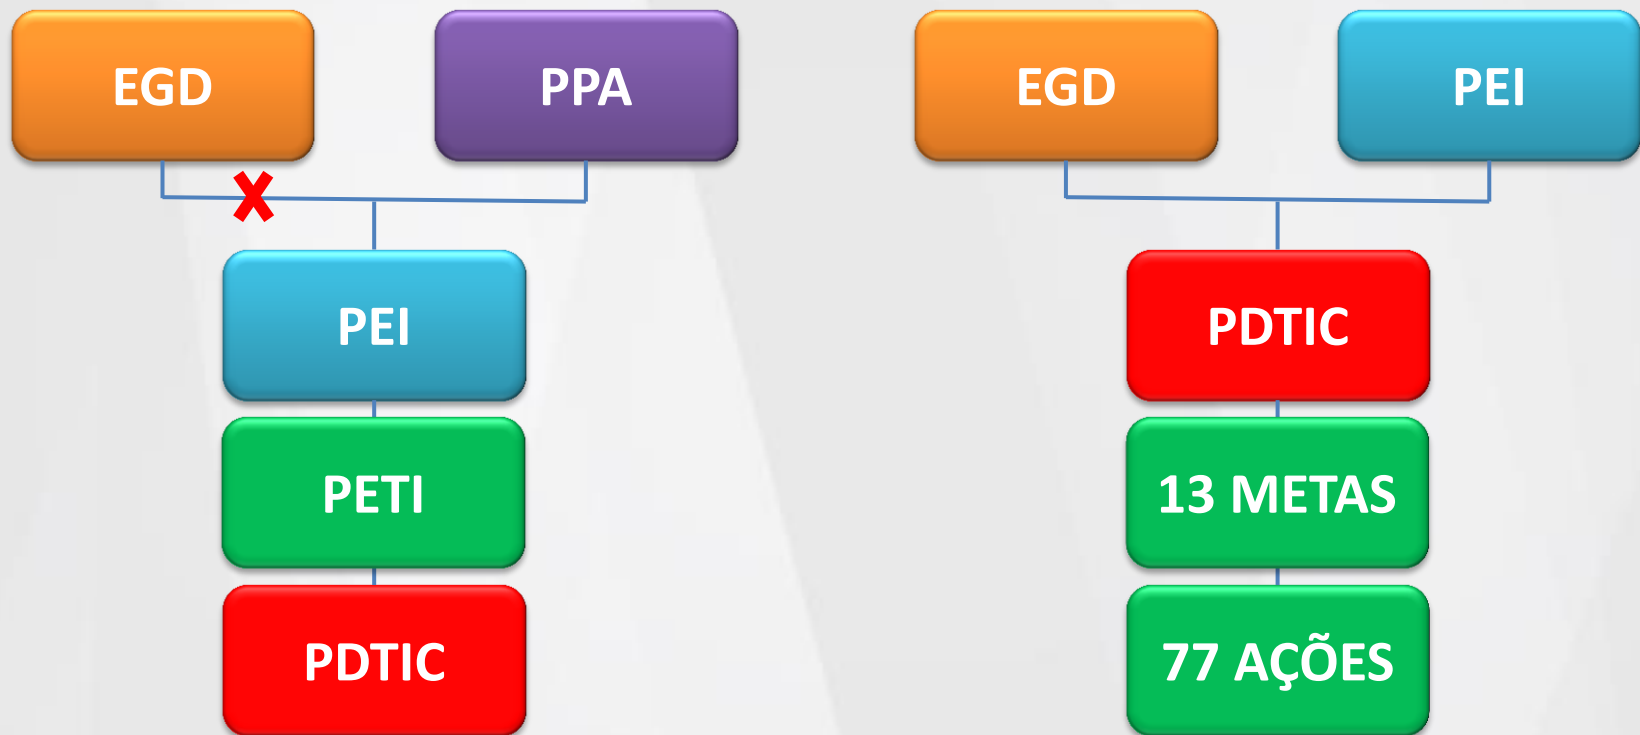 EGD
PPA
PEI
PETI
PDTIC
EGD
PEI
PDTIC
13 METAS
77 AÇÕES